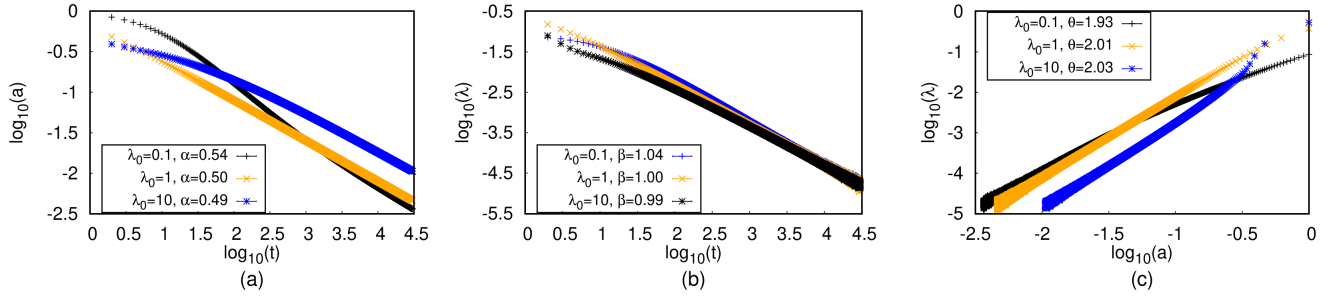 log10(a)
0
-0.5
-1
-1.5
-2
-2.5
λ0=0.1, α=0.54
λ0=1, α=0.50
λ0=10, α=0.49
0 0.5 1 1.5 2 2.5 3 3.5 4 4.5
log10(t)
(a)
log10(λ)
-0.5
-1.5
-2.5
-3.5
-4.5
-5.5
λ0=0.1, β=1.04
λ0=1, β=1.00
λ0=10, β=0.99
0 0.5 1 1.5 2 2.5 3 3.5 4 4.5
log10(t)
(b)
log10(λ)
0
-1
-2
-3
-4
-5
λ0=0.1, θ=1.93
λ0=1, θ=2.01
λ0=10, θ=2.03
-2.5 -2 -1.5 -1 -0.5 0
log10(a)
(c)